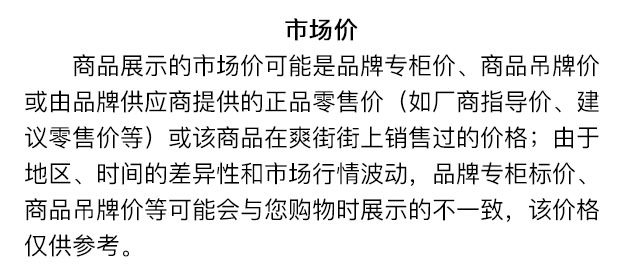 市场价
商品展示的市场价可能是品牌专柜价、商品吊牌价
或由品牌供应商提供的正品零售价（如厂商指导价、建
议零售价等）或该商品在爽街街上销售过的价格；由于
地区、时间的差异性和市场行情波动，品牌专柜标价、
商品吊牌价等可能会与您购物时展示的不一致，该价格
仅供参考。